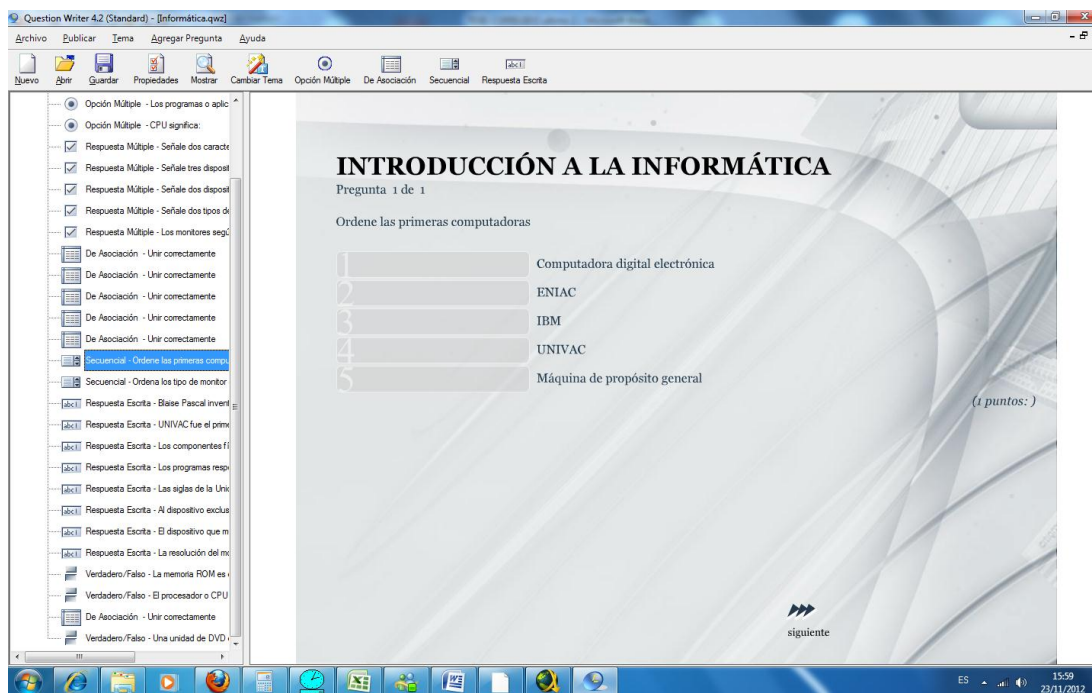 Question Writer 4.2 (Standard) - [Informática.qwz]
Archivo Publicar Tema Agregar Pregunta Ayuda
Nuevo Abrir Guardar Propiedades Mostrar Cambiar Tema Opción Múltiple De Asociación Secuencial Respuesta Escrita
Opción Múltiple - Los programas o aplic
Opción Múltiple - CPU significa:
Respuesta Múltiple - Señale dos caracte
Respuesta Múltiple - Señale tres disposit
Respuesta Múltiple - Señale dos disposit
Respuesta Múltiple - Señale dos tipos de
Respuesta Múltiple - Los monitores segú
De Asociación - Unir correctamente
De Asociación - Unir correctamente
De Asociación - Unir correctamente
De Asociación - Unir correctamente
De Asociación - Unir correctamente
Secuencial - Ordene las primeras compu
Secuencial - Ordena los tipo de monitor
Respuesta Escrita - Blaise Pascal invent
Respuesta Escrita - UNIVAC fue el prime
Respuesta Escrita - Los componentes fí
Respuesta Escrita - Los programas resp
Respuesta Escrita - Las siglas de la Unid
Respuesta Escrita - Al dispositivo exclus
Respuesta Escrita - El dispositivo que m
Respuesta Escrita - La resolución del mo
Verdadero/Falso - La memoria ROM es
Verdadero/Falso - El procesador o CPU
De Asociación - Unir correctamente
Verdadero/Falso - Una unidad de DVD
INTRODUCCIÓN A LA INFORMÁTICA
Pregunta 1 de 1
Ordene las primeras computadoras
1 Computadora digital electrónica
2 ENIAC
3 IBM
4 UNIVAC
5 Máquina de propósito general
(1 puntos: )
siguiente
ES 15:59
23/11/2012